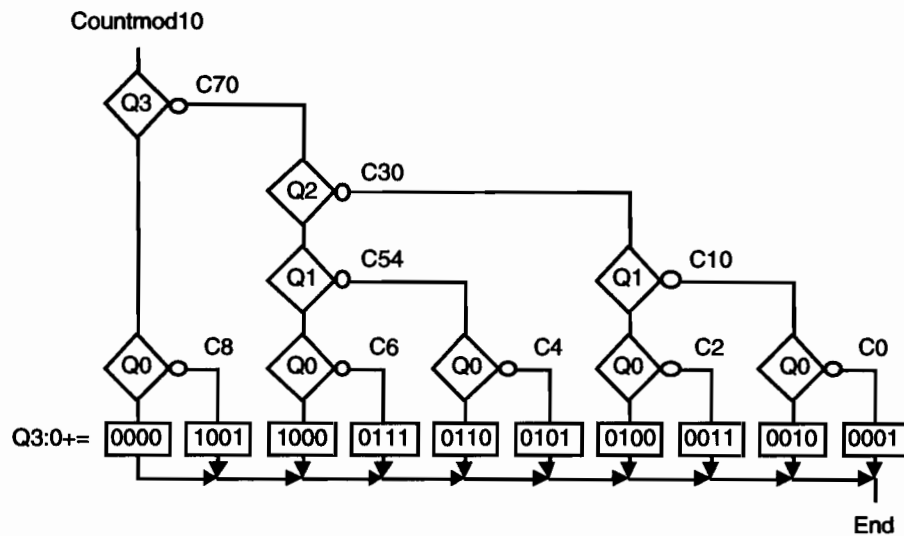 Countmod10
Q3 C70
Q2 C30
Q1 C54 Q1 C10
Q0 C8 Q0 C6 Q0 C4 Q0 C2 Q0 C0
Q3:0+= 0000 1001 1000 0111 0110 0101 0100 0011 0010 0001
End